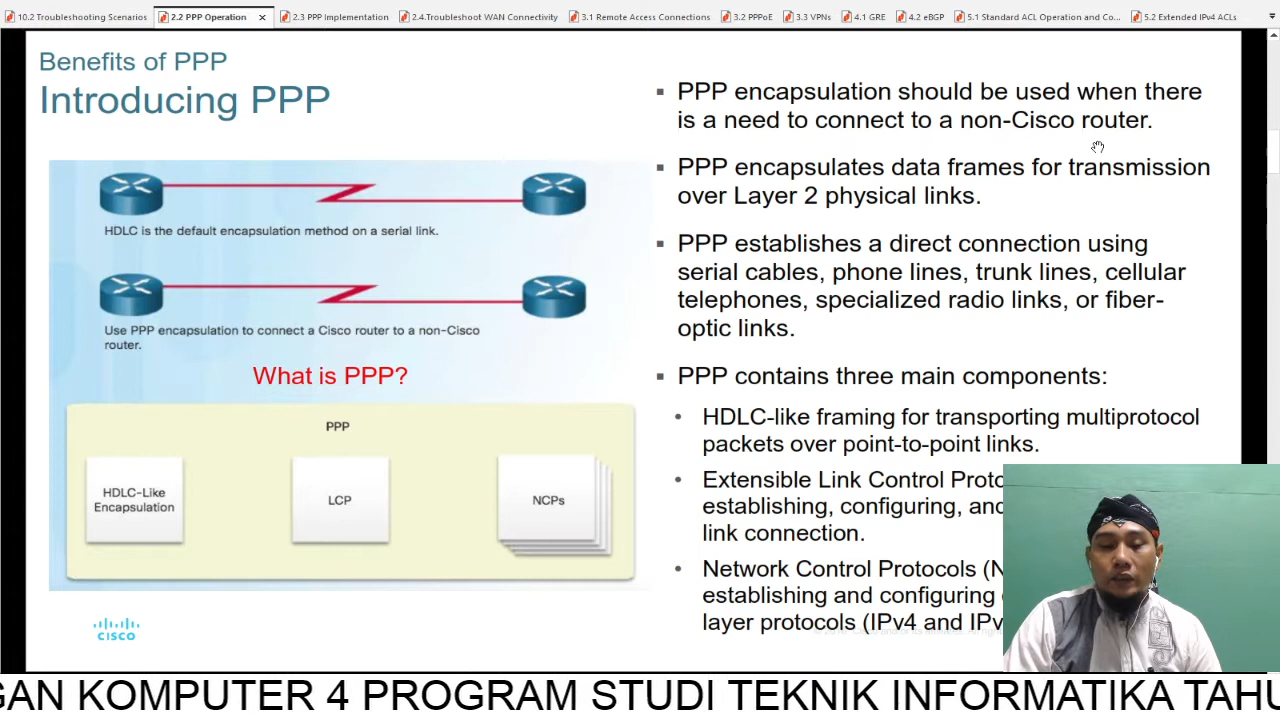 10.2 Troubleshooting Scenarios
2.2 PPP Operation
2.3 PPP Implementation
2.4.Troubleshoot WAN Connectivity
3.1 Remote Access Connections
3.2 PPPoE
3.3 VPNs
4.1 GRE
4.2 eBGP
5.1 Standard ACL Operation and Co...
5.2 Extended IPv4 ACLs
Benefits of PPP
Introducing PPP
HDLC is the default encapsulation method on a serial link.
Use PPP encapsulation to connect a Cisco router to a non-Cisco
router.
What is PPP?
PPP
HDLC-Like
Encapsulation
LCP
NCPs
CISCO
▪ PPP encapsulation should be used when there
is a need to connect to a non-Cisco router.
▪ PPP encapsulates data frames for transmission
over Layer 2 physical links.
▪ PPP establishes a direct connection using
serial cables, phone lines, trunk lines, cellular
telephones, specialized radio links, or fiber-
optic links.
▪ PPP contains three main components:
• HDLC-like framing for transporting multiprotocol
packets over point-to-point links.
• Extensible Link Control Proto
establishing, configuring, and
link connection.
• Network Control Protocols (N
establishing and configuring
layer protocols (IPv4 and IPv
GAN KOMPUTER 4 PROGRAM STUDI TEKNIK INFORMATIKA TAHU